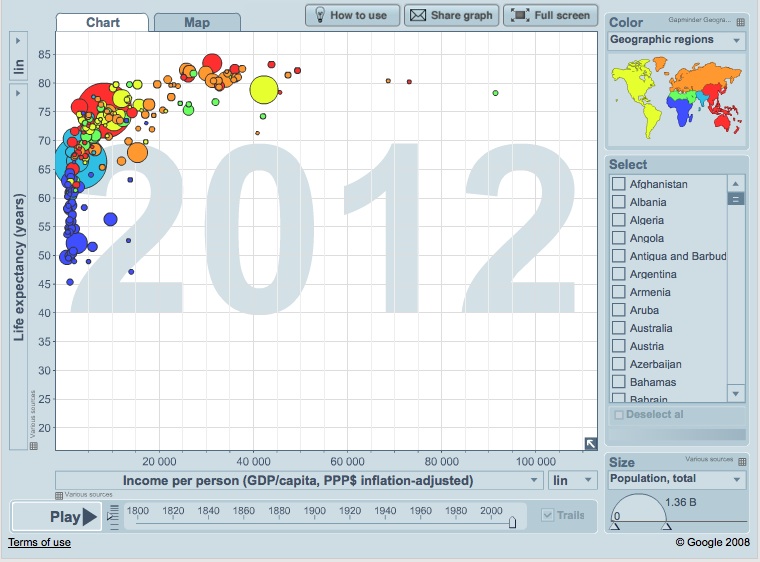 Chart
Map
How to use
Share graph
Full screen
lin
85
80
75
70
65
60
55
50
45
40
35
30
25
20
Life expectancy (years)
Various sources
2012
20 000
40 000
60 000
80 000
100 000
Income per person (GDP/capita, PPP$ inflation-adjusted)
lin
Various sources
Play
1800
1820
1840
1860
1880
1900
1920
1940
1960
1980
2000
Trails
Color
Gapminder Geogra...
Geographic regions
Select
Afghanistan
Albania
Algeria
Angola
Antigua and Barbud
Argentina
Armenia
Aruba
Australia
Austria
Azerbaijan
Bahamas
Bahrain
Deselect al
Size
Various sources
Population, total
1.36 B
0
Terms of use
© Google 2008